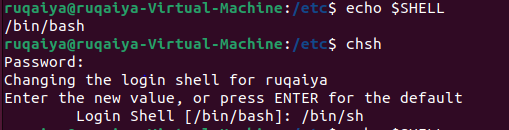 ruqaiya@ruqaiya-Virtual-Machine:/etc$ echo $SHELL
/bin/bash
ruqaiya@ruqaiya-Virtual-Machine:/etc$ chsh
Password:
Changing the login shell for ruqaiya
Enter the new value, or press ENTER for the default
        Login Shell [/bin/bash]: /bin/sh